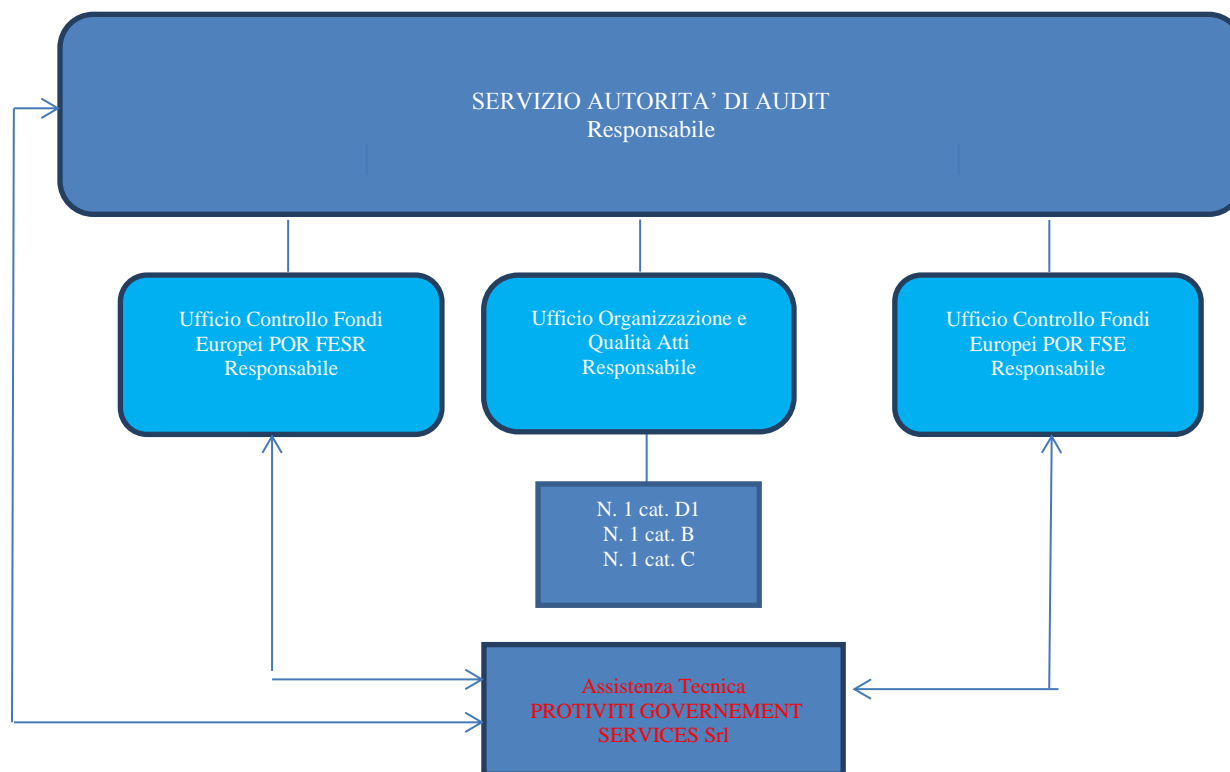 SERVIZIO AUTORITA’ DI AUDIT
Responsabile
Ufficio Controllo Fondi
Europei POR FESR
Responsabile
Ufficio Organizzazione e
Qualità Atti
Responsabile
Ufficio Controllo Fondi
Europei POR FSE
Responsabile
N. 1 cat. D1
N. 1 cat. B
N. 1 cat. C
Assistenza Tecnica
PROTIVITI GOVERNEMENT
SERVICES Srl